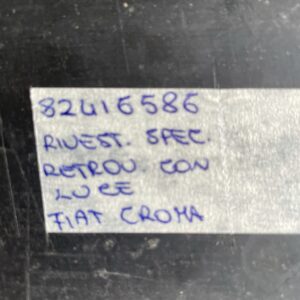 82416586
RIVEST. SPEC.
RETROV. CON
LUCE
FIAT CROMA